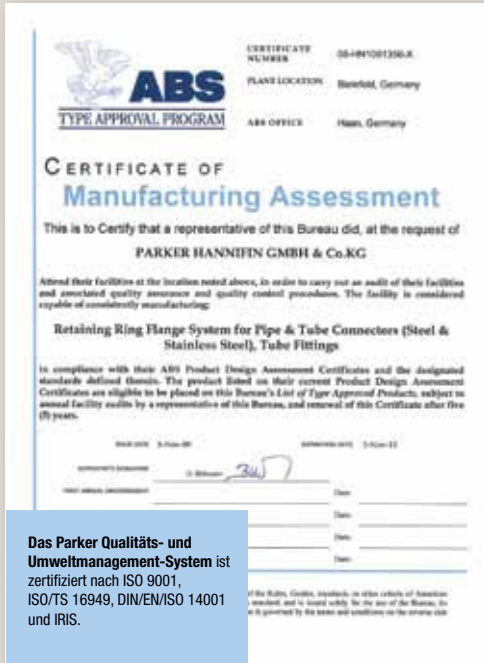 ABS
TYPE APPROVAL PROGRAM
CERTIFICATE NUMBER
PLANT LOCATION Bielefeld, Germany
ABS OFFICE Haan, Germany
CERTIFICATE OF
Manufacturing Assessment
This is to Certify that a representative of this Bureau did, at the request of
PARKER HANNIFIN GMBH & Co.KG
Attend their facilities at the location noted above, in order to carry out an audit of their facilities
and associated quality assurance and quality control procedures. The facility is considered
capable of consistently manufacturing:
Retaining Ring Flange System for Pipe & Tube Connectors (Steel &
Stainless Steel), Tube Fittings
in compliance with their ABS Product Design Assessment Certificates and the designated
standards defined therein. The product listed on their current Product Design Assessment
Certificates are eligible to be placed on this Bureau's List of Type Approved Products, subject to
annual facility audits by a representative of this Bureau, and renewal of this Certificate after five
(5) years.
Date:
Date:
Date:
Date:
Das Parker Qualitäts- und
Umweltmanagement-System ist
zertifiziert nach ISO 9001,
ISO/TS 16949, DIN/EN/ISO 14001
und IRIS.